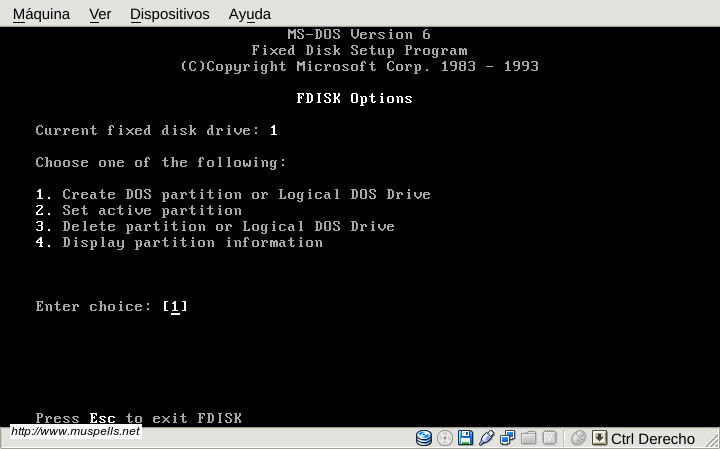 Máquina Ver Dispositivos Ayuda
MS-DOS Version 6
Fixed Disk Setup Program
(C)Copyright Microsoft Corp. 1983 - 1993
FDISK Options
Current fixed disk drive: 1
Choose one of the following:
1. Create DOS partition or Logical DOS Drive
2. Set active partition
3. Delete partition or Logical DOS Drive
4. Display partition information
Enter choice: [1]
Press Esc to exit FDISK
http://www.muspells.net
Ctrl Derecho